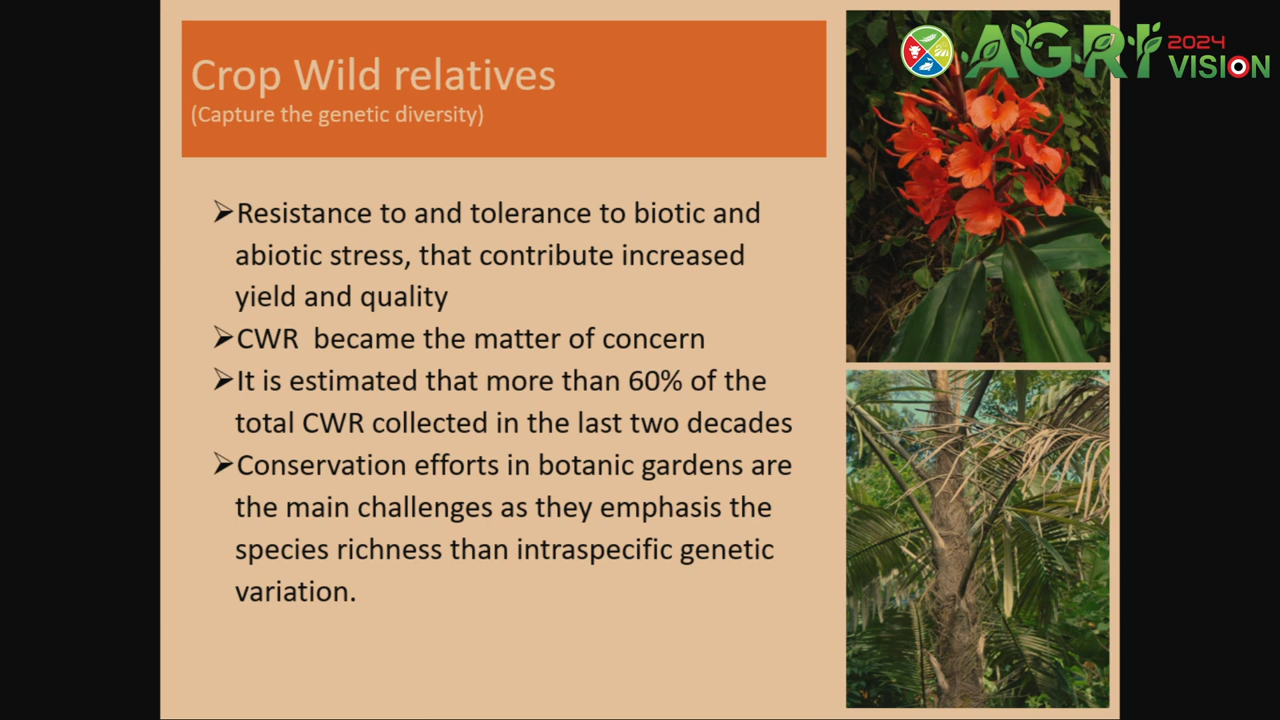 Crop Wild relatives
(Capture the genetic diversity)
➢Resistance to and tolerance to biotic and
abiotic stress, that contribute increased
yield and quality
➢CWR  became the matter of concern
➢It is estimated that more than 60% of the
total CWR collected in the last two decades
➢Conservation efforts in botanic gardens are
the main challenges as they emphasis the
species richness than intraspecific genetic
variation.
AGRI
2024
VISION